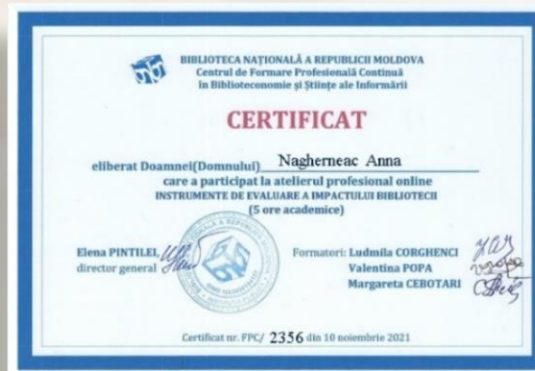 BIBLIOTECA NAȚIONALĂ A REPUBLICII MOLDOVA
Centrul de Formare Profesională Continuă
în Biblioteconomie și Științe ale Informării
CERTIFICAT
eliberat Doamnei(Domnului) Nagherneac Anna
care a participat la atelierul profesional online
INSTRUMENTE DE EVALUARE A IMPACTULUI BIBLIOTECII
(5 ore academice)
Elena PINTILEI,
director general
Formatori: Ludmila CORGHENCI
Valentina POPA
Margareta CEBOTARI
Certificat nr. FPC/ 2356 din 10 noiembrie 2021